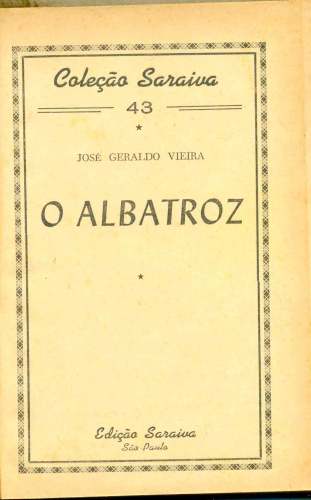 Coleção Saraiva
43
JOSÉ GERALDO VIEIRA
O ALBATROZ
Edição Saraiva
São Paulo